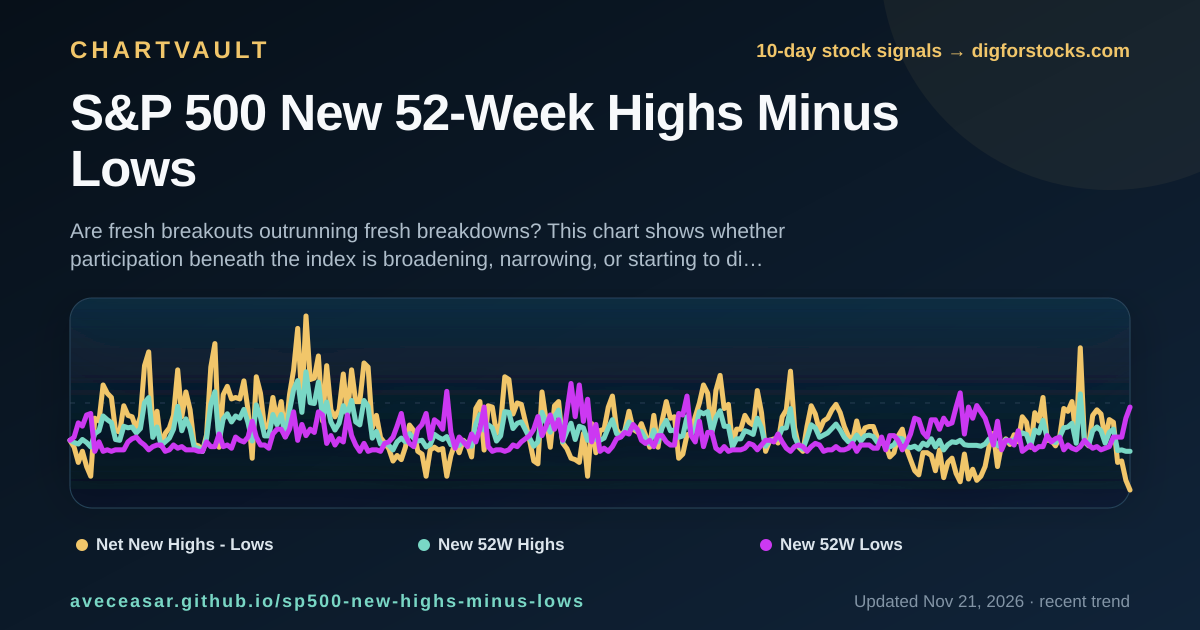 CHARTVAULT
10-day stock signals → digforstocks.com
S&P 500 New 52-Week Highs Minus
Lows
Are fresh breakouts outrunning fresh breakdowns? This chart shows whether
participation beneath the index is broadening, narrowing, or starting to di…
Net New Highs - Lows
New 52W Highs
New 52W Lows
aveceasar.github.io/sp500-new-highs-minus-lows
Updated Nov 21, 2026 · recent trend